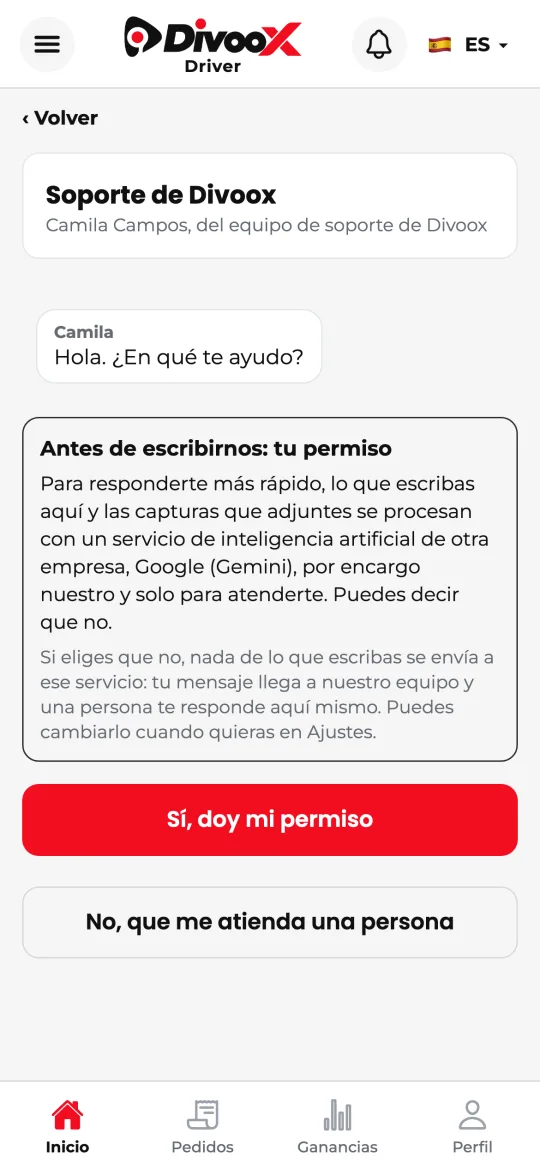 DivooX
Driver
ES
‹ Volver
Soporte de Divoox
Camila Campos, del equipo de soporte de Divoox
Camila
Hola. ¿En qué te ayudo?
Antes de escribirnos: tu permiso
Para responderte más rápido, lo que escribas
aquí y las capturas que adjuntes se procesan
con un servicio de inteligencia artificial de otra
empresa, Google (Gemini), por encargo
nuestro y solo para atenderte. Puedes decir
que no.
Si eliges que no, nada de lo que escribas se envía a
ese servicio: tu mensaje llega a nuestro equipo y
una persona te responde aquí mismo. Puedes
cambiarlo cuando quieras en Ajustes.
Sí, doy mi permiso
No, que me atienda una persona
Inicio
Pedidos
Ganancias
Perfil